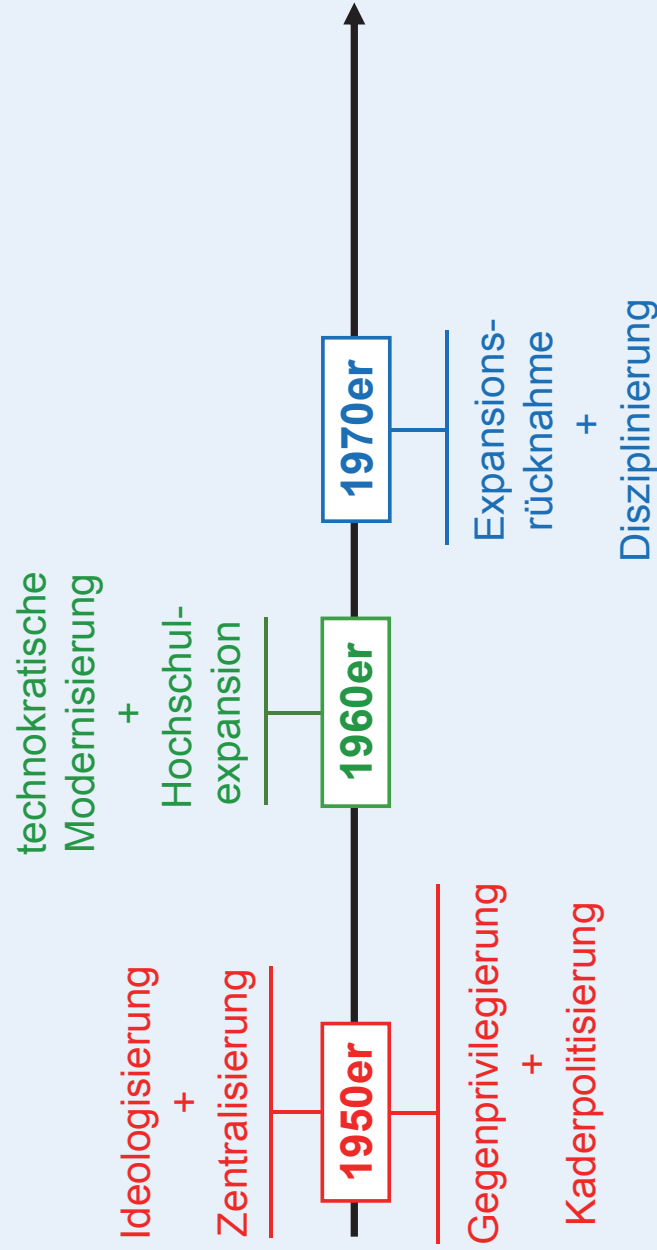 Ideologisierung
+
Zentralisierung
1950er
Gegenprivilegierung
+
Kaderpolitisierung
technokratische
Modernisierung
+
Hochschul-
expansion
1960er
1970er
Expansions-
rücknahme
+
Disziplinierung